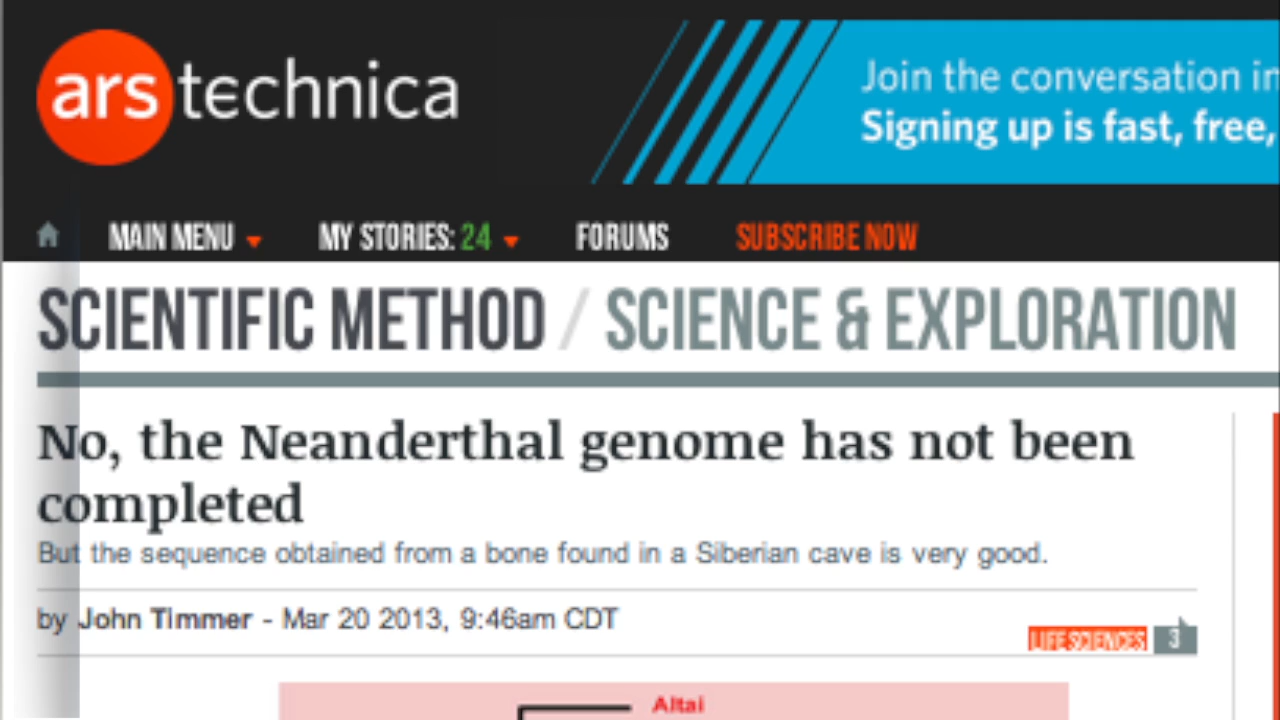 ars technica
Join the conversation in
Signing up is fast, free,
MAIN MENU MY STORIES: 24 FORUMS SUBSCRIBE NOW
SCIENTIFIC METHOD / SCIENCE & EXPLORATION
No, the Neanderthal genome has not been
completed
But the sequence obtained from a bone found in a Siberian cave is very good.
by John Timmer - Mar 20 2013, 9:46am CDT
LIFE SCIENCES 3
Altai